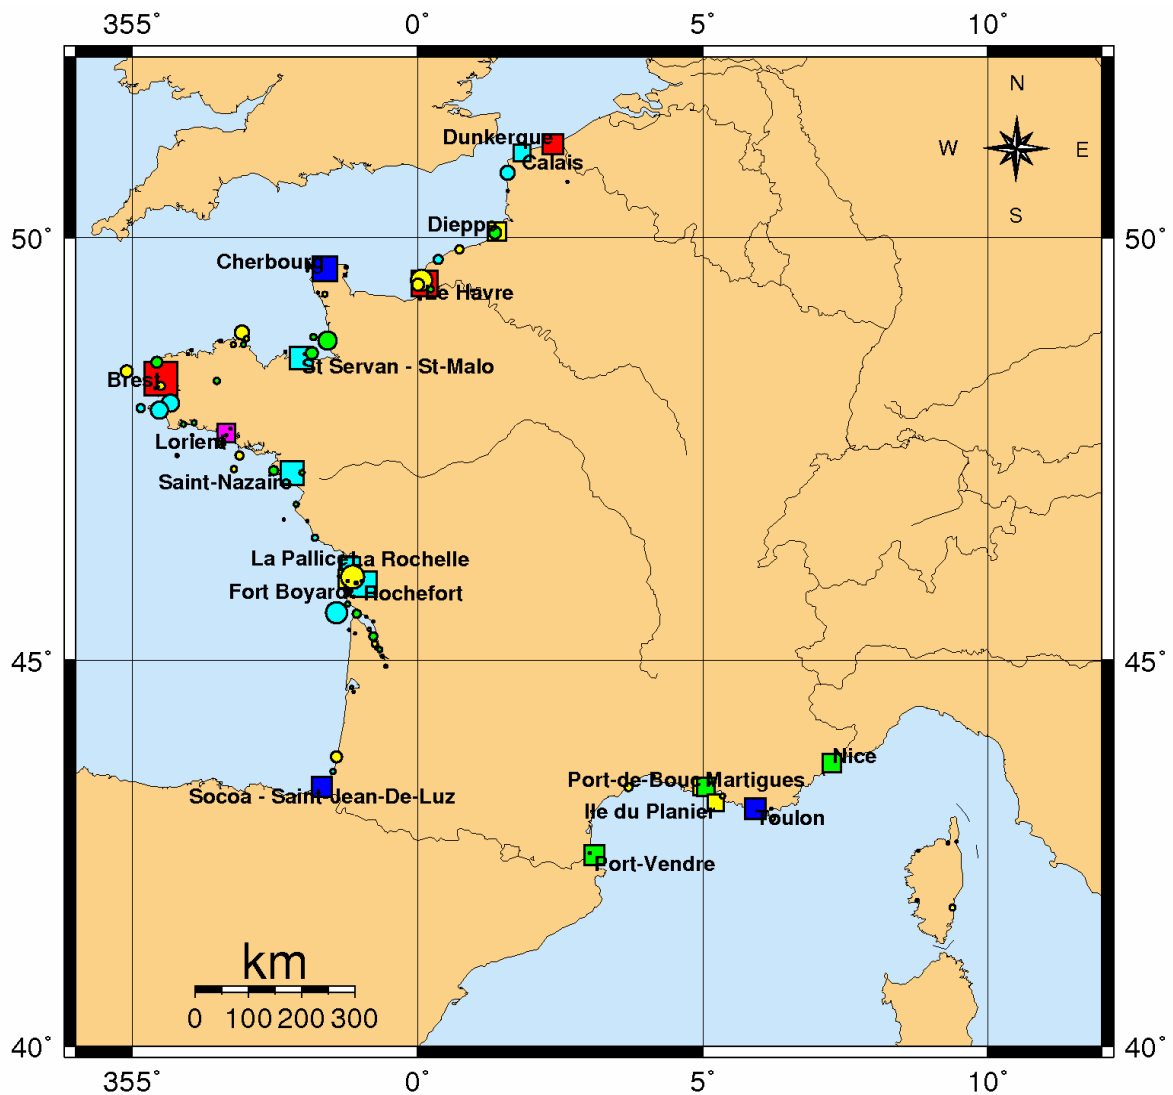 355° 0° 5° 10°
N
W E
S
Dunkerque
Calais
Dieppe
50° 50°
Cherbourg
Le Havre
St Servan - St-Malo
Brest
Lorient
Saint-Nazaire
La Pallice La Rochelle
Fort Boyard Rochefort
45° 45°
Nice
Port-de-Bouc Martigues
Socoa - Saint-Jean-De-Luz
Ile du Planier
Toulon
Port-Vendre
km
0 100 200 300
40° 40°
355° 0° 5° 10°